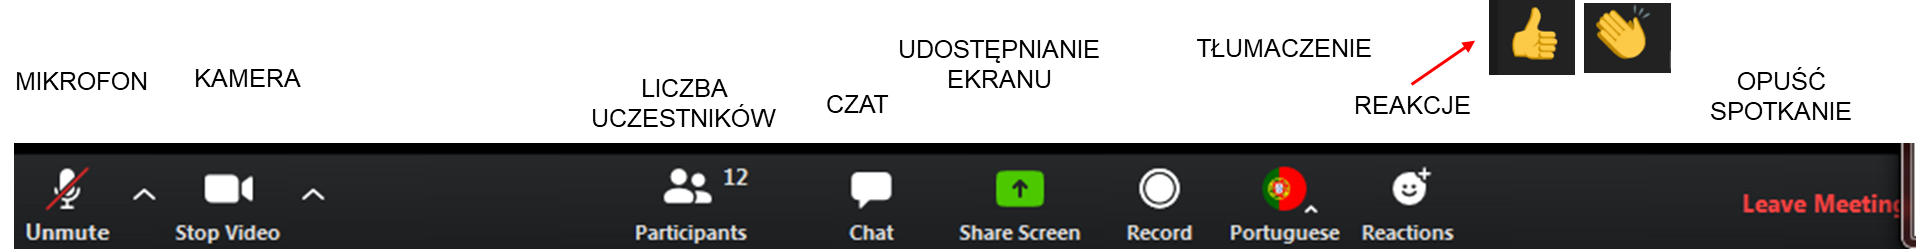 MIKROFON
KAMERA
LICZBA
UCZESTNIKÓW
CZAT
UDOSTĘPNIANIE
EKRANU
TŁUMACZENIE
REAKCJE
OPUŚĆ
SPOTKANIE
12
Unmute
Stop Video
Participants
Chat
Share Screen
Record
Portuguese
Reactions
Leave Meeting